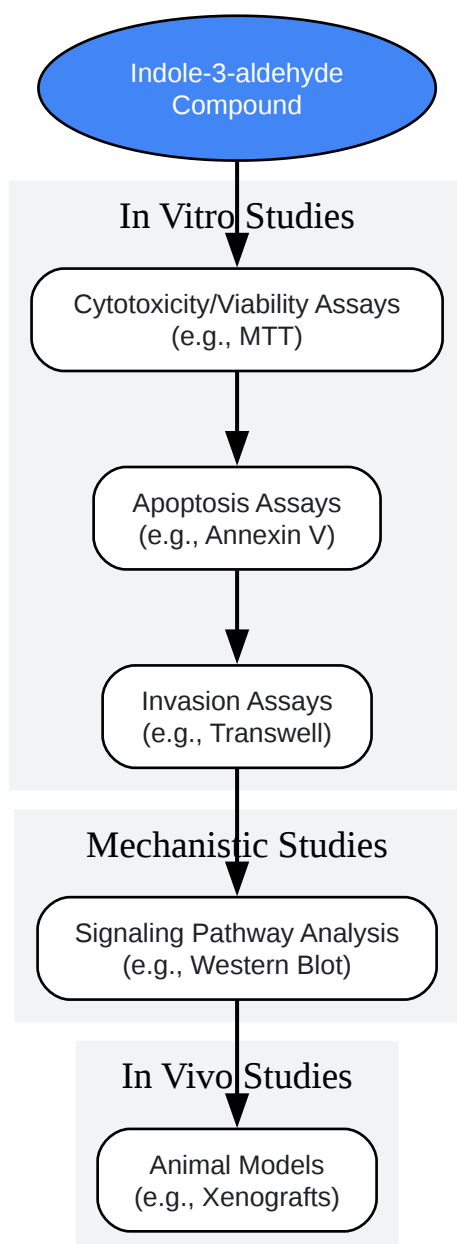 Indole-3-aldehyde
Compound
In Vitro Studies
Cytotoxicity/Viability Assays
(e.g., MTT)
Apoptosis Assays
(e.g., Annexin V)
Invasion Assays
(e.g., Transwell)
Mechanistic Studies
Signaling Pathway Analysis
(e.g., Western Blot)
In Vivo Studies
Animal Models
(e.g., Xenografts)